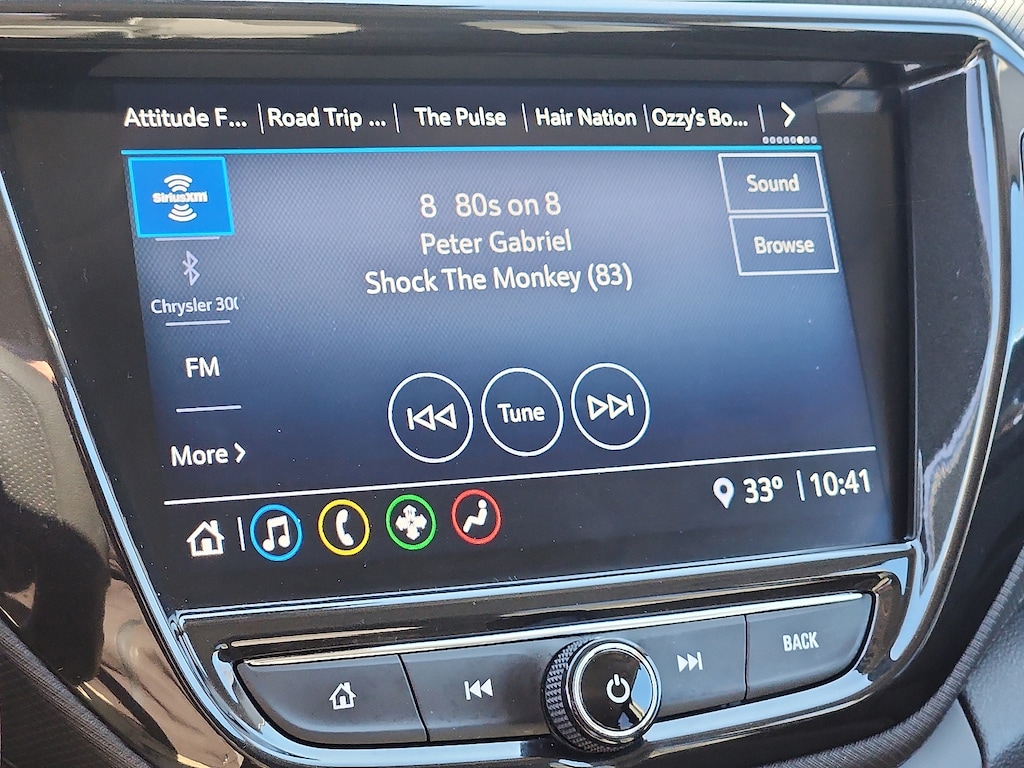 Attitude F... | Road Trip ... | The Pulse | Hair Nation | Ozzy's Bo... |
SiriusXM
8 80s on 8
Peter Gabriel
Shock The Monkey (83)
Sound
Browse
Chrysler 300
FM
More
Tune
33° | 10:41
BACK